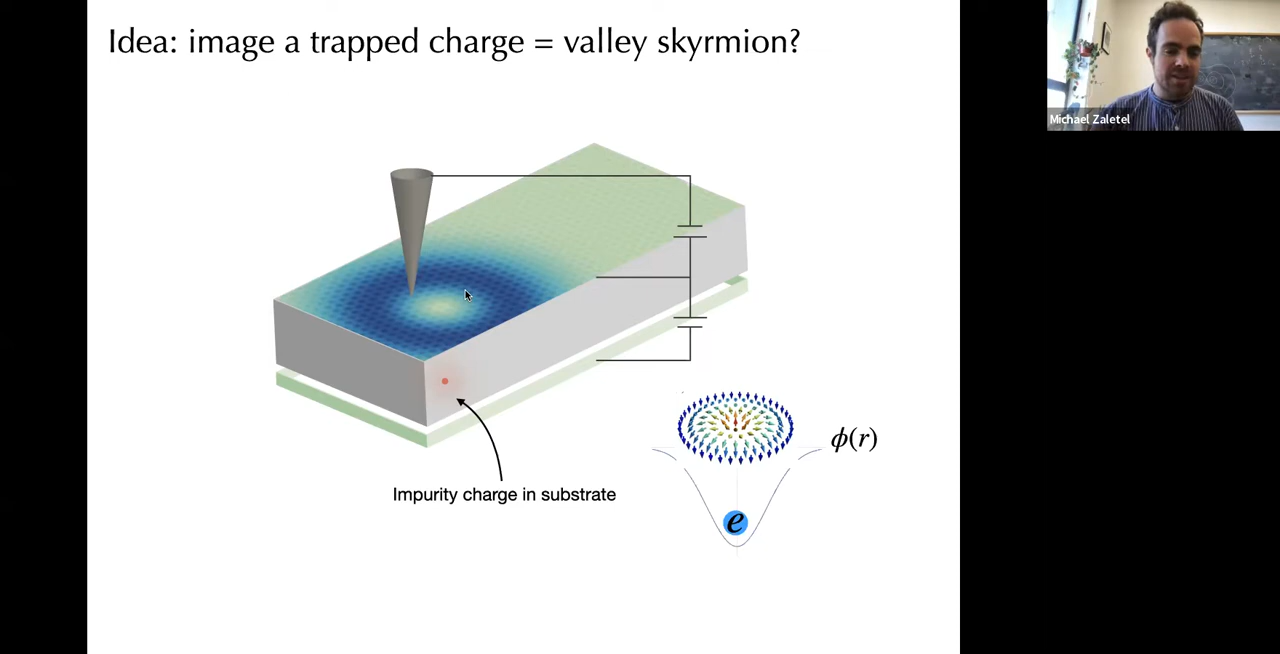 Idea: image a trapped charge = valley skyrmion?
Michael Zaletel
ϕ(r)
Impurity charge in substrate
e